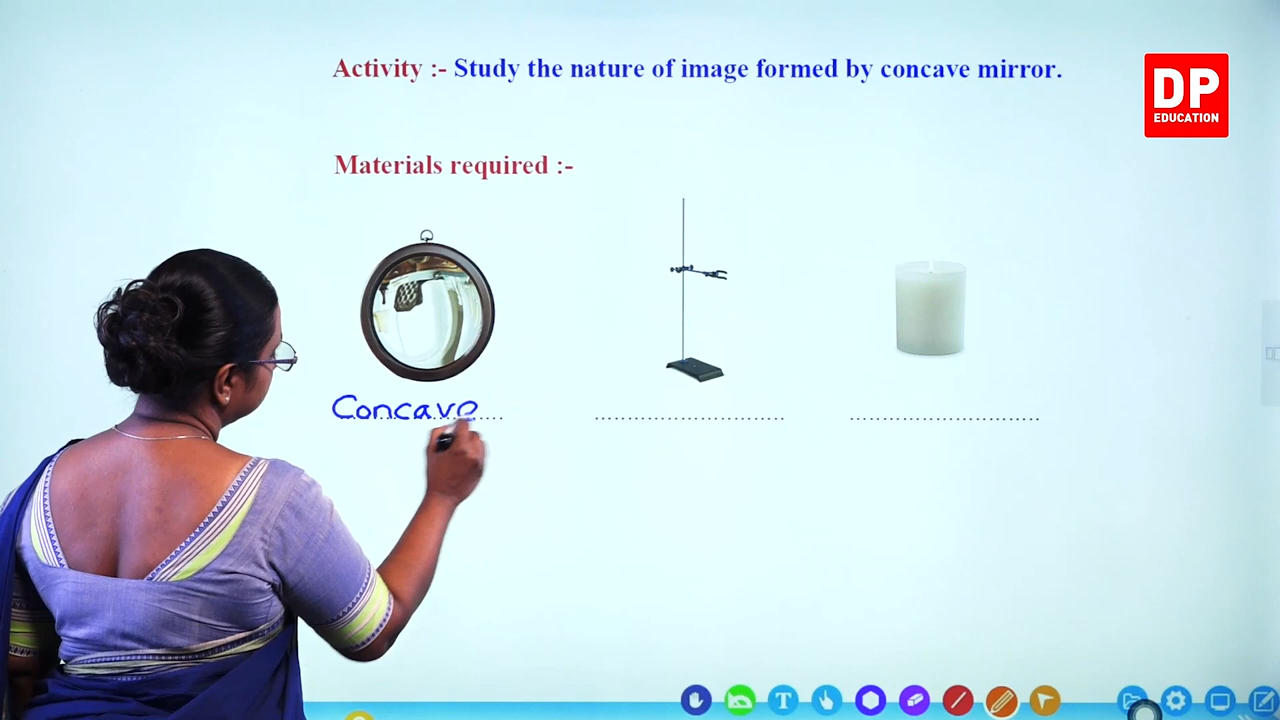 Activity :- Study the nature of image formed by concave mirror.
DP
EDUCATION
Materials required :-
Concave